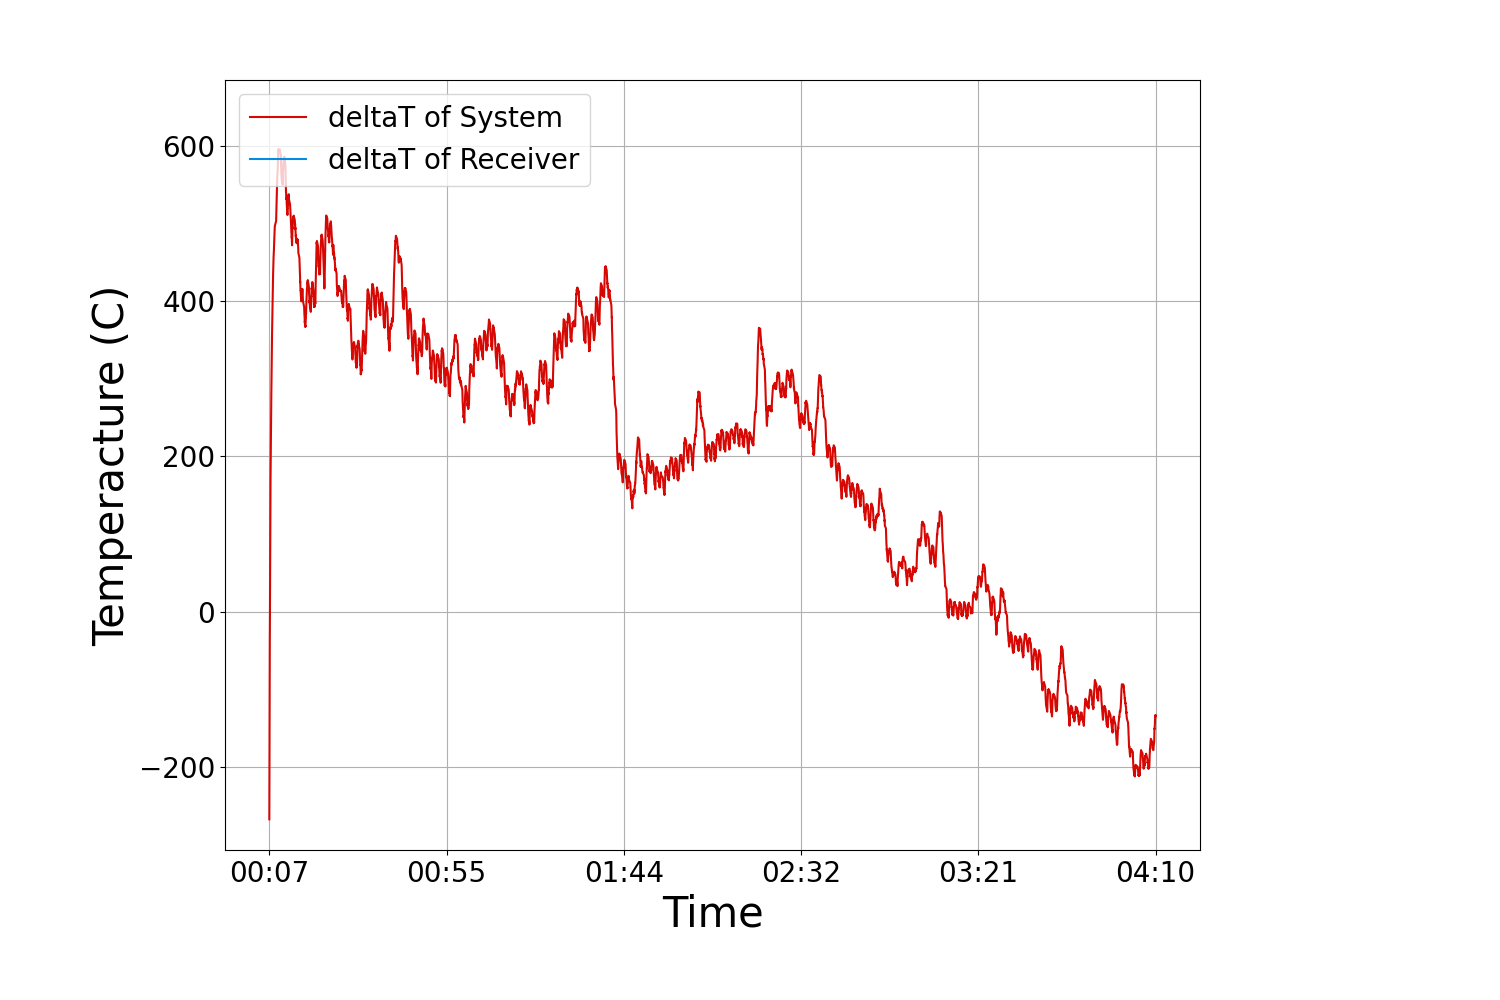 deltaT of System
deltaT of Receiver
600
400
200
0
−200
Temperacture (C)
00:07 00:55 01:44 02:32 03:21 04:10
Time